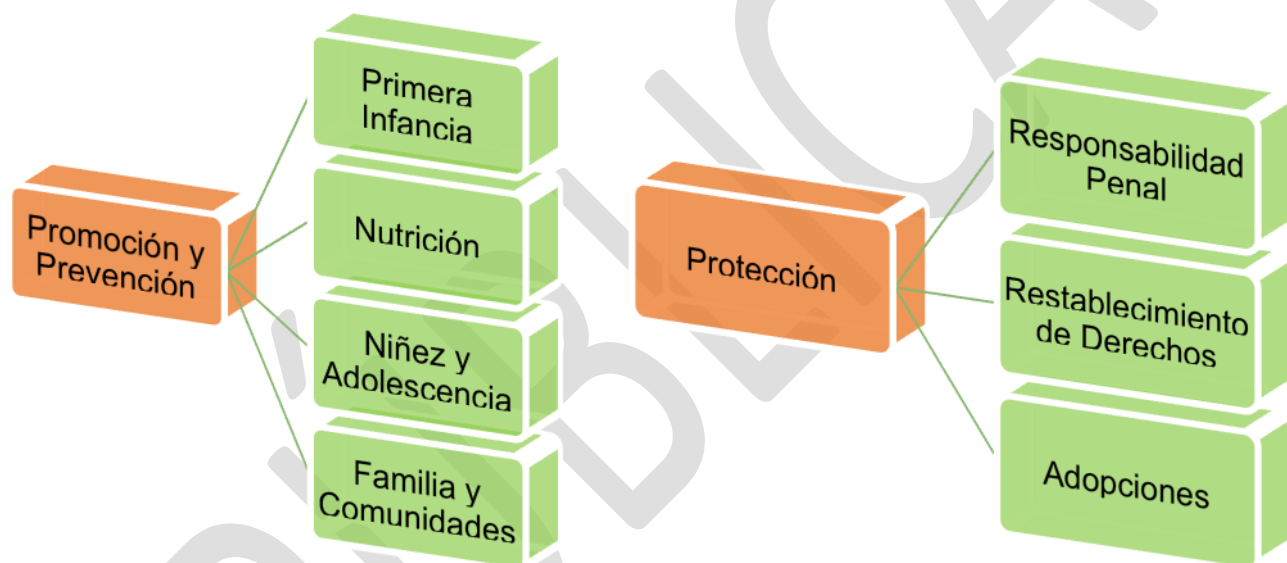 Promoción y
Prevención
Primera
Infancia
Nutrición
Niñez y
Adolescencia
Familia y
Comunidades
Protección
Responsabilidad
Penal
Restablecimiento
de Derechos
Adopciones